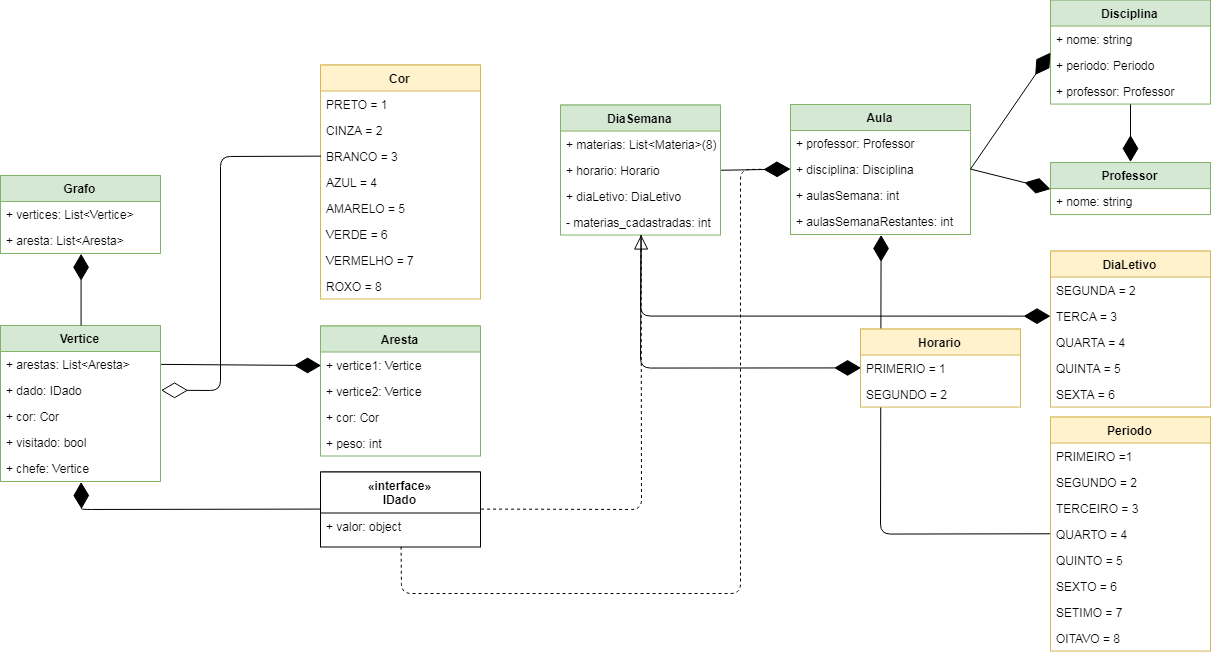 Grafo
+ vertices: List<Vertice>
+ aresta: List<Aresta>
Vertice
+ arestas: List<Aresta>
+ dado: IDado
+ cor: Cor
+ visitado: bool
+ chefe: Vertice
Cor
PRETO = 1
CINZA = 2
BRANCO = 3
AZUL = 4
AMARELO = 5
VERDE = 6
VERMELHO = 7
ROXO = 8
Aresta
+ vertice1: Vertice
+ vertice2: Vertice
+ cor: Cor
+ peso: int
«interface»
IDado
+ valor: object
DiaSemana
+ materias: List<Materia>(8)
+ horario: Horario
+ diaLetivo: DiaLetivo
- materias_cadastradas: int
Aula
+ professor: Professor
+ disciplina: Disciplina
+ aulasSemana: int
+ aulasSemanaRestantes: int
Disciplina
+ nome: string
+ periodo: Periodo
+ professor: Professor
Professor
+ nome: string
DiaLetivo
SEGUNDA = 2
TERCA = 3
QUARTA = 4
QUINTA = 5
SEXTA = 6
Horario
PRIMERIO = 1
SEGUNDO = 2
Periodo
PRIMEIRO =1
SEGUNDO = 2
TERCEIRO = 3
QUARTO = 4
QUINTO = 5
SEXTO = 6
SETIMO = 7
OITAVO = 8